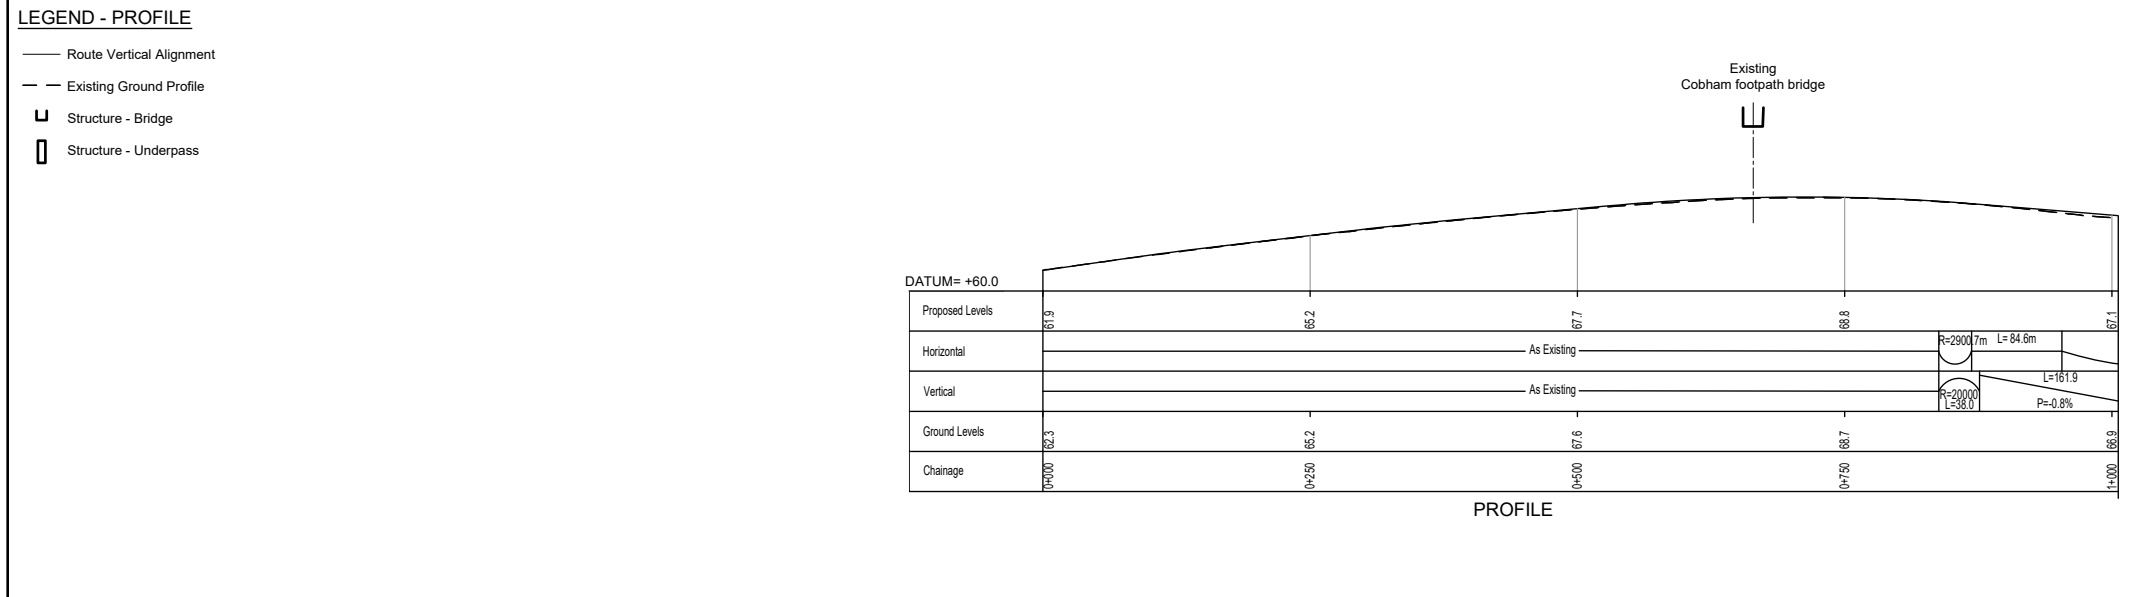 LEGEND - PROFILE
Route Vertical Alignment
Existing Ground Profile
Structure - Bridge
Structure - Underpass
Existing
Cobham footpath bridge
DATUM= +60.0
Proposed Levels 61.9 65.2 67.7 68.8 67.1
Horizontal As Existing R=2900.7m L= 84.6m
Vertical As Existing R=20000 L=38.0 L=161.9 P=-0.8%
Ground Levels 62.3 65.2 67.6 68.7 66.9
Chainage 0+000 0+250 0+500 0+750 1+000
PROFILE